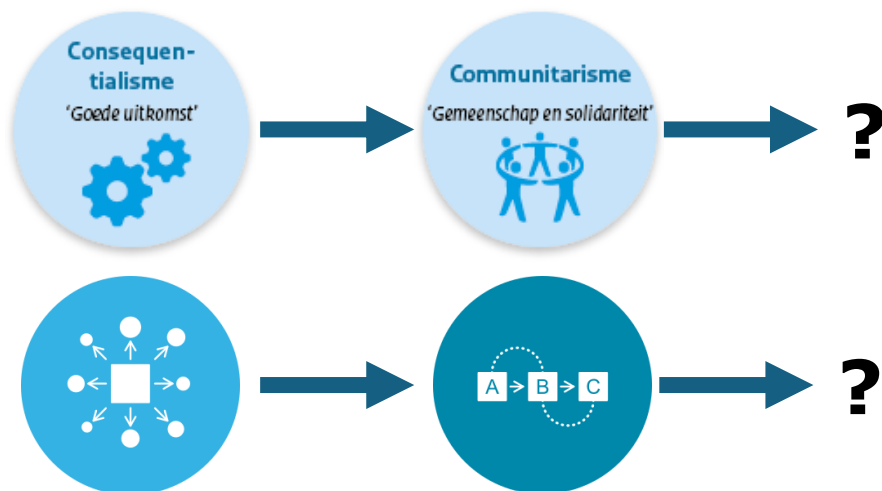 Consequen-
tialisme
‘Goede uitkomst’
Communitarisme
‘Gemeenschap en solidariteit’
?
A B C
?